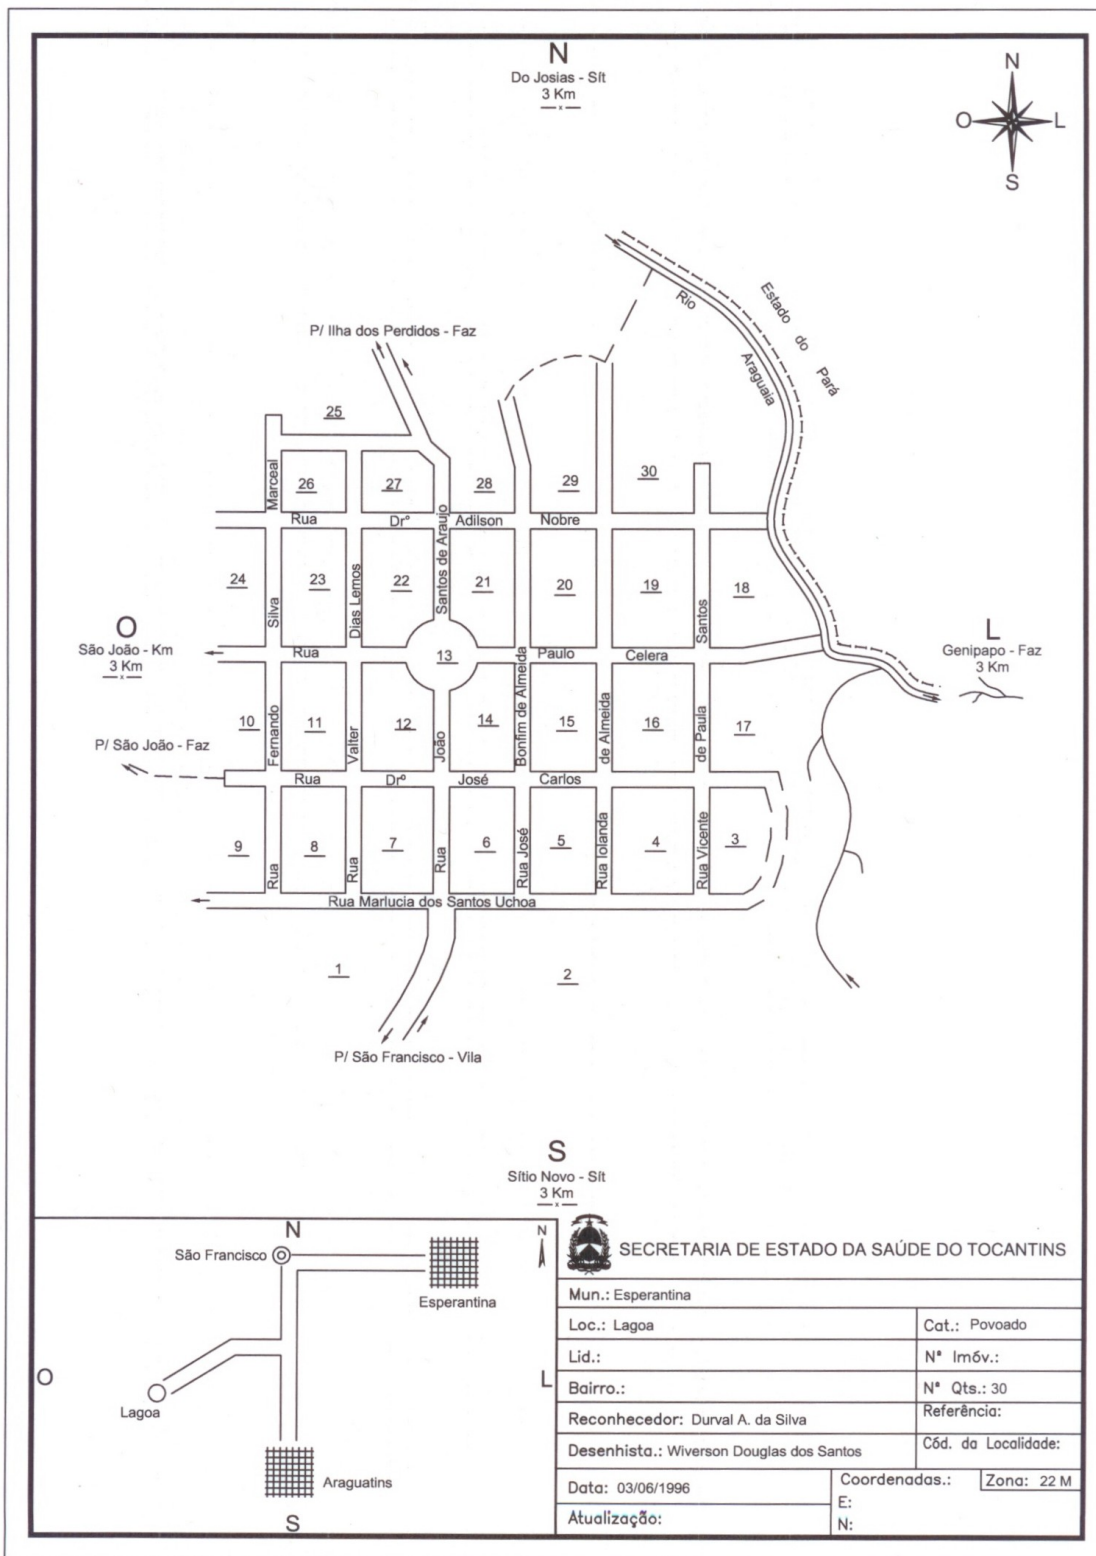 N
Do Josias - Sít
3 Km
N
O
L
S
Rio
Araguaia
Estado do Pará
P/ Ilha dos Perdidos - Faz
25
26
27
28
29
30
Rua Drº Adilson Nobre
24
23
22
21
20
19
18
O
São João - Km
3 Km
Rua Paulo Celera
13
L
Genipapo - Faz
3 Km
10
11
12
14
15
16
17
P/ São João - Faz
Rua Drº José Carlos
9
8
7
6
5
4
3
Rua Fernando Silva Marceal
Rua Valter Dias Lemos
Rua João Santos de Araujo
Rua José Bonfim de Almeida
Rua Iolanda de Almeida
Rua Vicente de Paula Santos
Rua Marlucia dos Santos Uchoa
1
2
P/ São Francisco - Vila
S
Sítio Novo - Sít
3 Km
N
N
São Francisco
Esperantina
O
L
Lagoa
Araguatins
S
SECRETARIA DE ESTADO DA SAÚDE DO TOCANTINS
Mun.: Esperantina
Loc.: Lagoa
Cat.: Povoado
Lid.:
Nº Imóv.:
Bairro.:
Nº Qts.: 30
Reconhecedor: Durval A. da Silva
Referência:
Desenhista.: Wiverson Douglas dos Santos
Cód. da Localidade:
Data: 03/06/1996
Coordenadas.:
Zona: 22 M
E:
Atualização:
N: